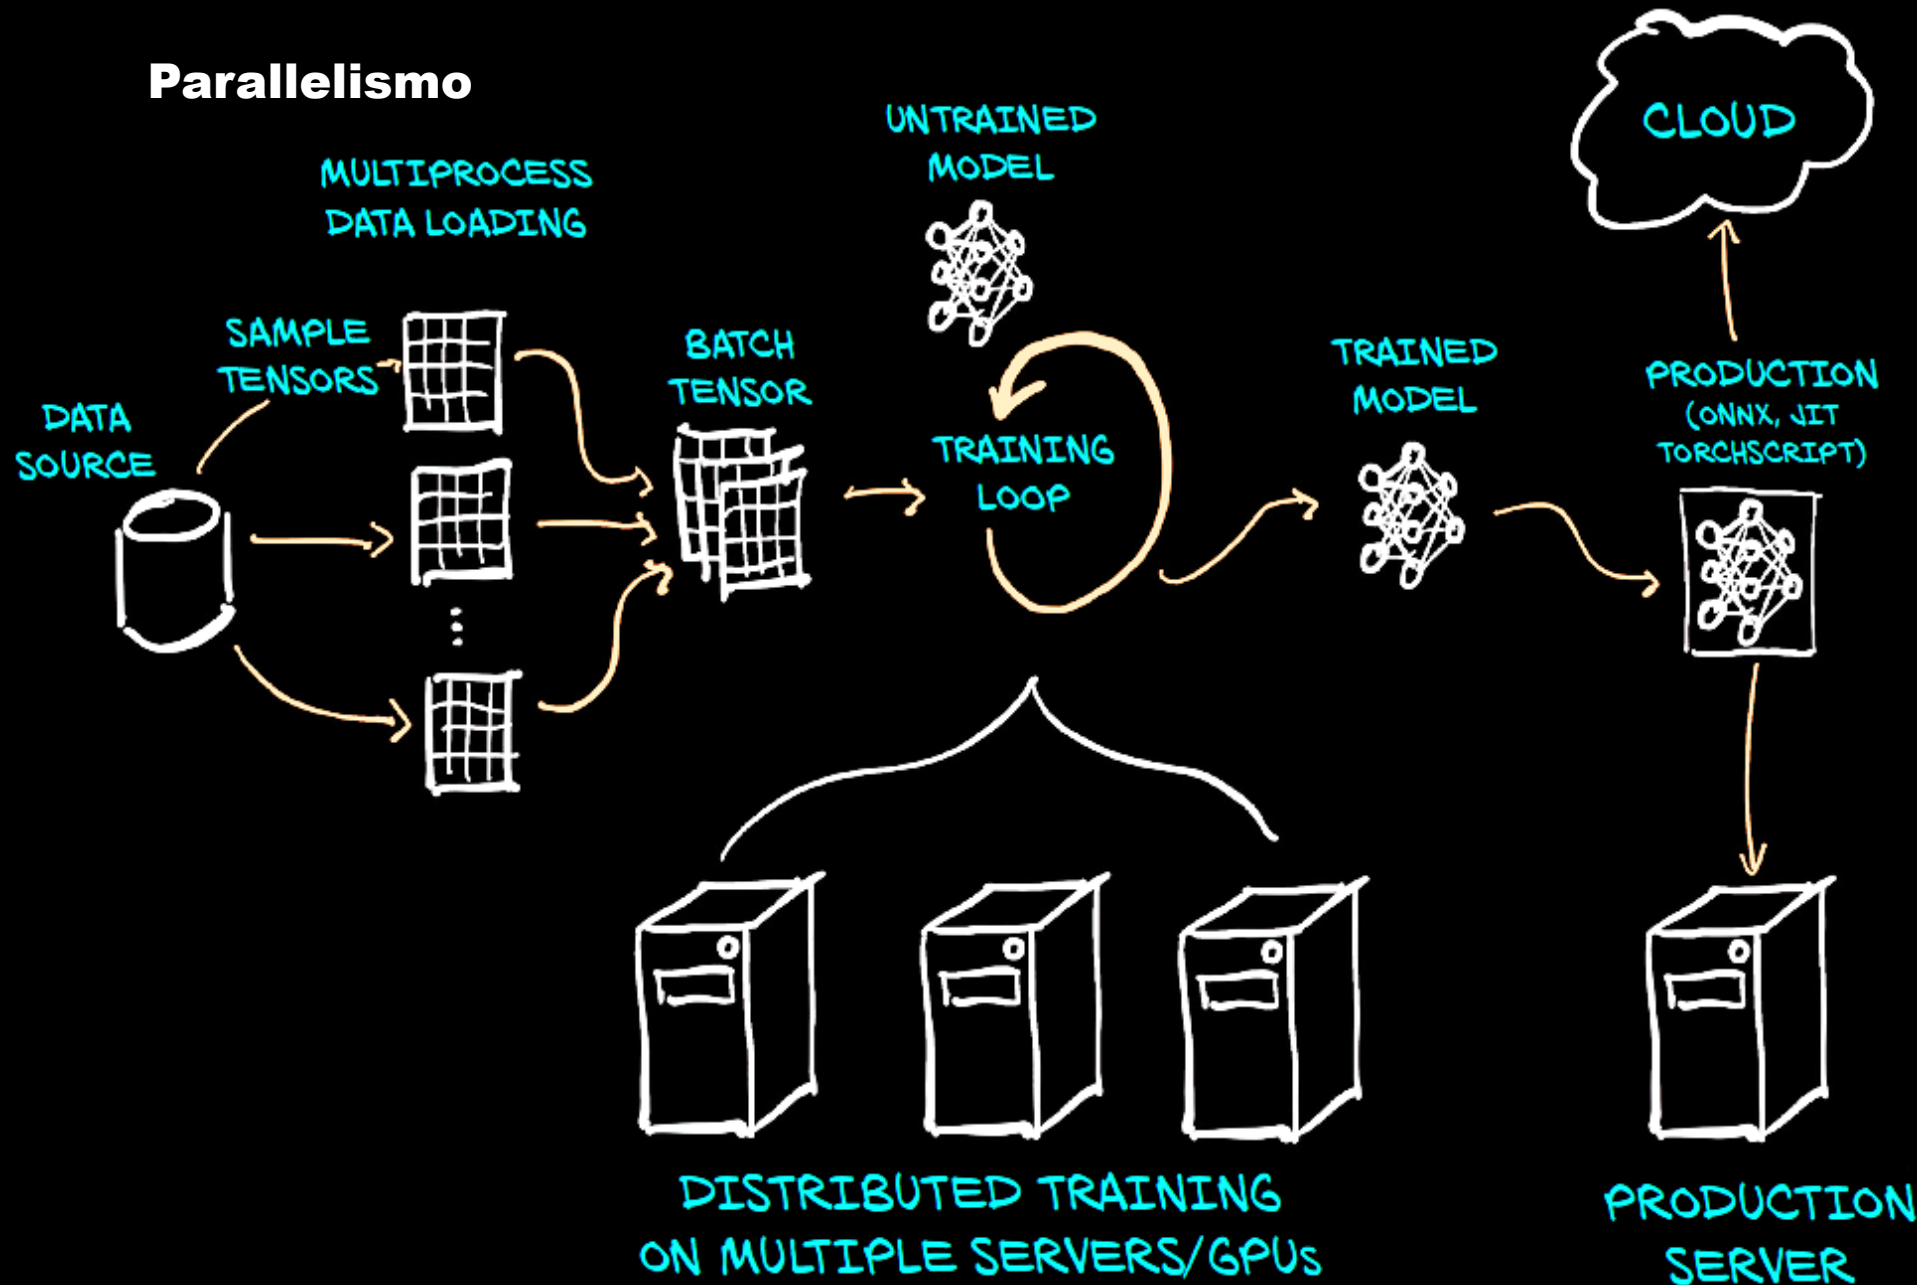 Parallelismo
MULTIPROCESS
DATA LOADING
UNTRAINED
MODEL
CLOUD
SAMPLE
TENSORS
DATA
SOURCE
BATCH
TENSOR
TRAINING
LOOP
TRAINED
MODEL
PRODUCTION
(ONNX, JIT
TORCHSCRIPT)
DISTRIBUTED TRAINING
ON MULTIPLE SERVERS/GPUs
PRODUCTION
SERVER